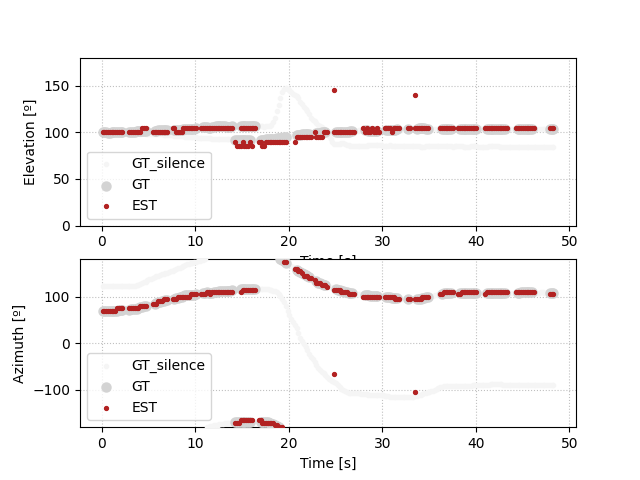 Elevation [º]
150
100
50
0
GT_silence
GT
EST
0
10
20
30
40
50
Time [s]
Azimuth [º]
100
0
−100
GT_silence
GT
EST
0
10
20
30
40
50
Time [s]